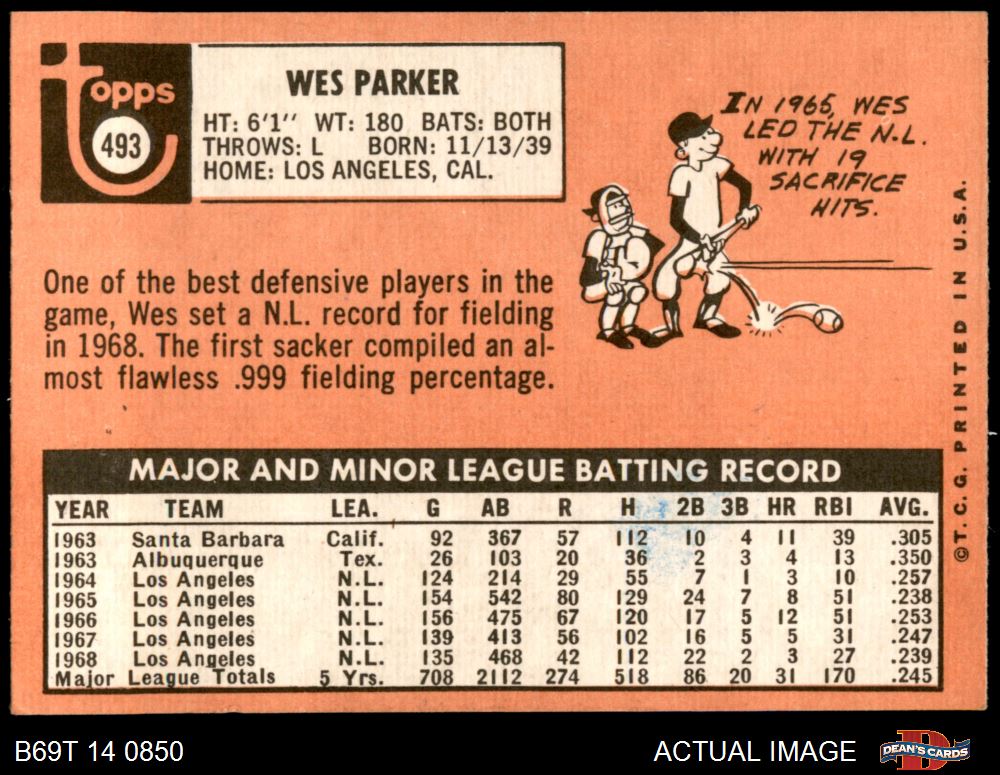 topps
493
WES PARKER
HT: 6'1" WT: 180 BATS: BOTH
THROWS: L BORN: 11/13/39
HOME: LOS ANGELES, CAL.
IN 1965, WES
LED THE N.L.
WITH 19
SACRIFICE
HITS.
One of the best defensive players in the
game, Wes set a N.L. record for fielding
in 1968. The first sacker compiled an al-
most flawless .999 fielding percentage.
MAJOR AND MINOR LEAGUE BATTING RECORD
YEAR TEAM LEA. G AB R H 2B 3B HR RBI AVG.
1963 Santa Barbara Calif. 92 367 57 112 10 4 11 39 .305
1963 Albuquerque Tex. 26 103 20 36 2 3 4 13 .350
1964 Los Angeles N.L. 124 214 29 55 7 1 3 10 .257
1965 Los Angeles N.L. 154 542 80 129 24 7 8 51 .238
1966 Los Angeles N.L. 156 475 67 120 17 5 12 51 .253
1967 Los Angeles N.L. 139 413 56 102 16 5 5 31 .247
1968 Los Angeles N.L. 135 468 42 112 22 2 3 27 .239
Major League Totals 5 Yrs. 708 2112 274 518 86 20 31 170 .245
©T.C.G. PRINTED IN U.S.A.
B69T 14 0850
ACTUAL IMAGE
D
DEAN'S CARDS